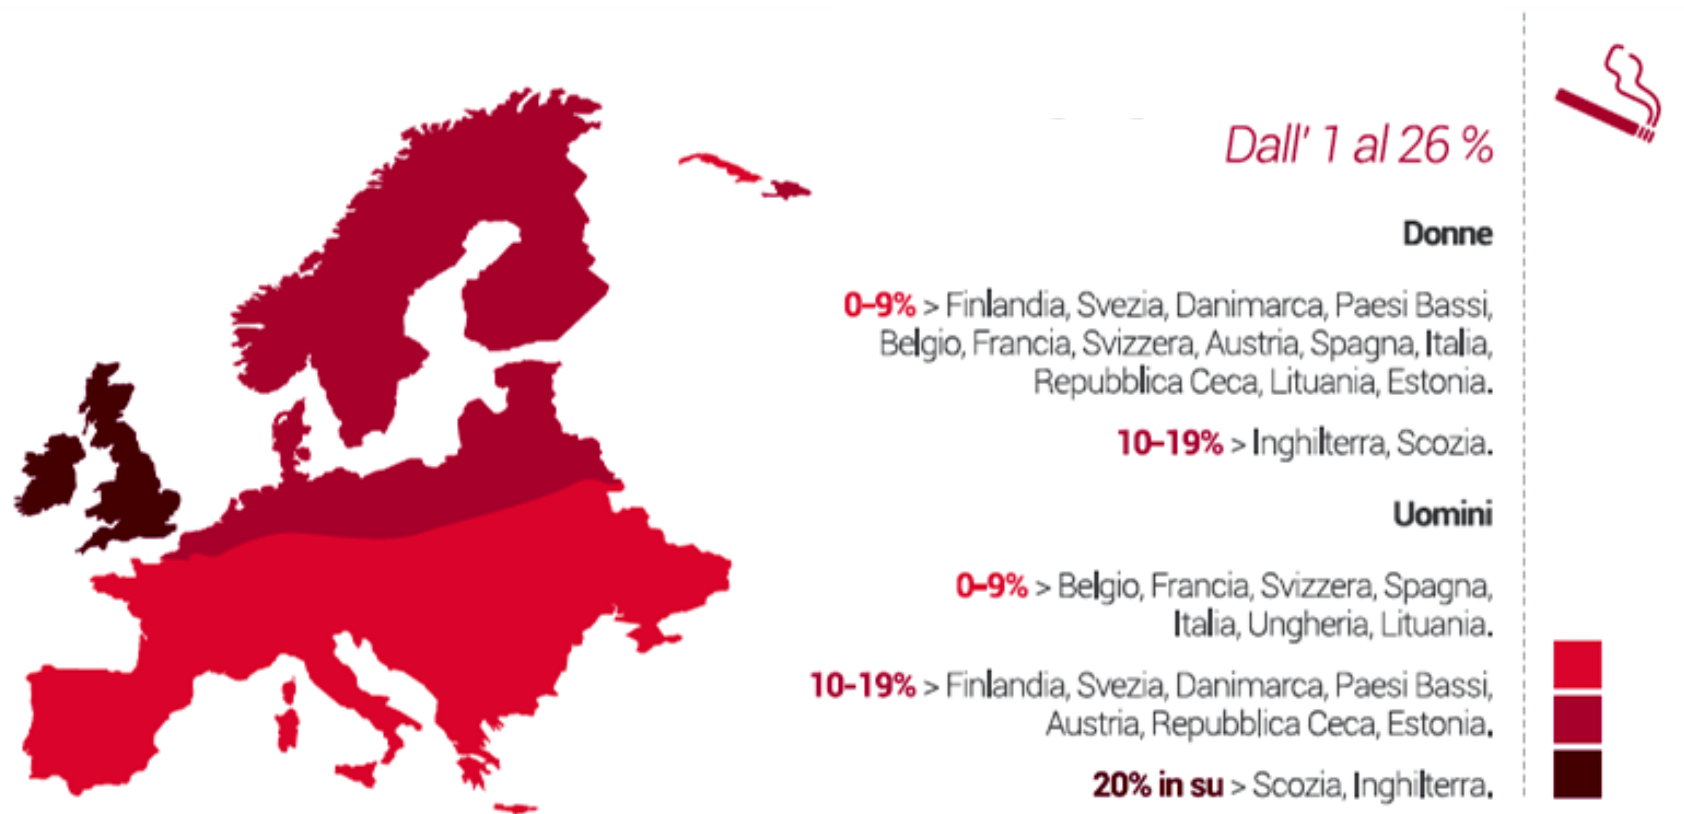 Dall' 1 al 26 %
Donne
0-9% > Finlandia, Svezia, Danimarca, Paesi Bassi,
Belgio, Francia, Svizzera, Austria, Spagna, Italia,
Repubblica Ceca, Lituania, Estonia.
10-19% > Inghilterra, Scozia.
Uomini
0-9% > Belgio, Francia, Svizzera, Spagna,
Italia, Ungheria, Lituania.
10-19% > Finlandia, Svezia, Danimarca, Paesi Bassi,
Austria, Repubblica Ceca, Estonia.
20% in su > Scozia, Inghilterra.